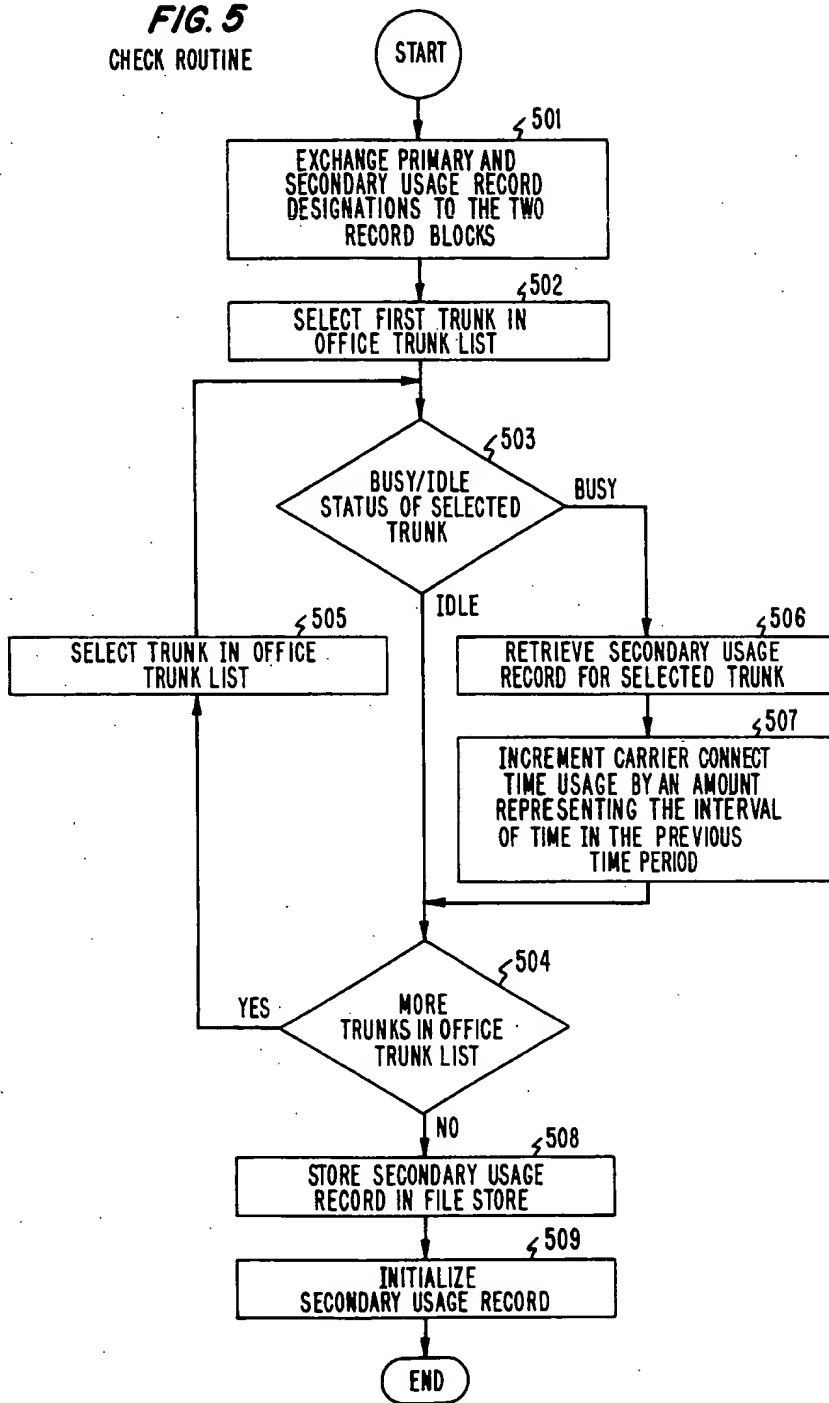 FIG. 5
CHECK ROUTINE
START
501
EXCHANGE PRIMARY AND
SECONDARY USAGE RECORD
DESIGNATIONS TO THE TWO
RECORD BLOCKS
502
SELECT FIRST TRUNK IN
OFFICE TRUNK LIST
503
BUSY/IDLE
STATUS OF SELECTED
TRUNK
BUSY
IDLE
505
SELECT TRUNK IN OFFICE
TRUNK LIST
506
RETRIEVE SECONDARY USAGE
RECORD FOR SELECTED TRUNK
507
INCREMENT CARRIER CONNECT
TIME USAGE BY AN AMOUNT
REPRESENTING THE INTERVAL
OF TIME IN THE PREVIOUS
TIME PERIOD
504
MORE
TRUNKS IN OFFICE
TRUNK LIST
YES
NO
508
STORE SECONDARY USAGE
RECORD IN FILE STORE
509
INITIALIZE
SECONDARY USAGE RECORD
END